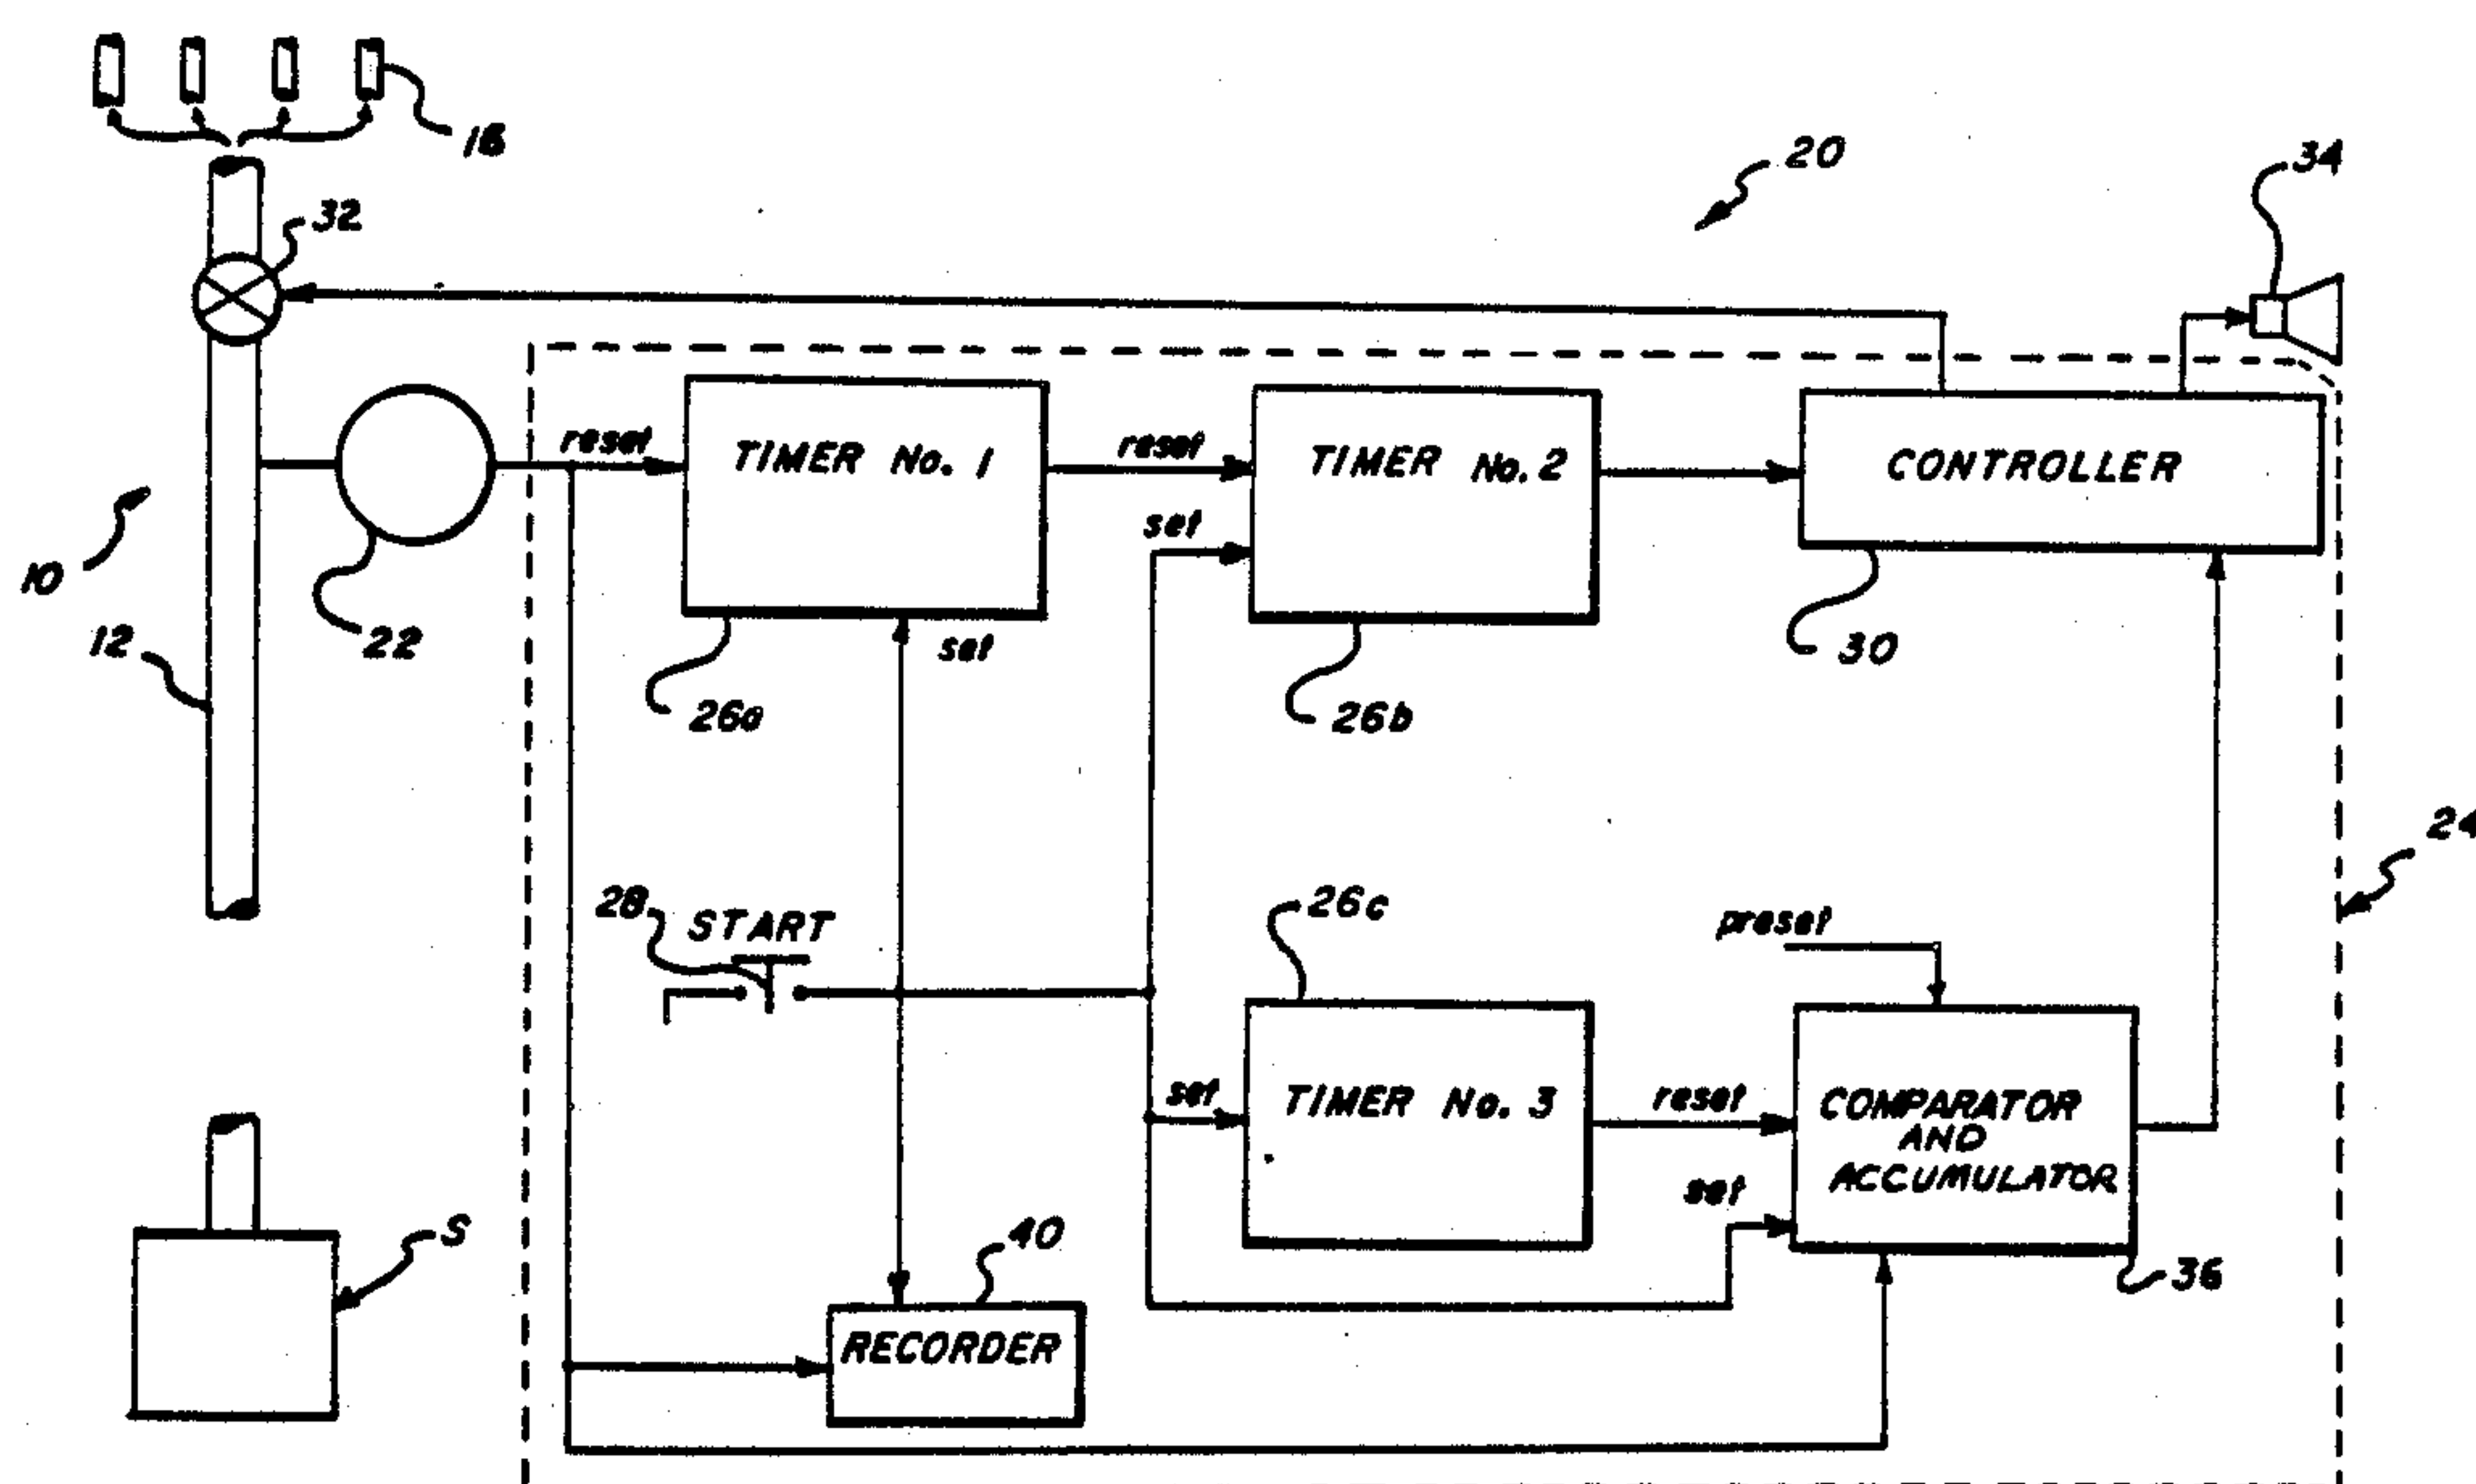 16
20
34
32
reset
TIMER No. 1
reset
TIMER No. 2
CONTROLLER
set
10
12
22
set
30
26a
26b
24
28
START
26c
preset
set
TIMER No. 3
reset
COMPARATOR
AND
ACCUMULATOR
set
S
40
36
RECORDER